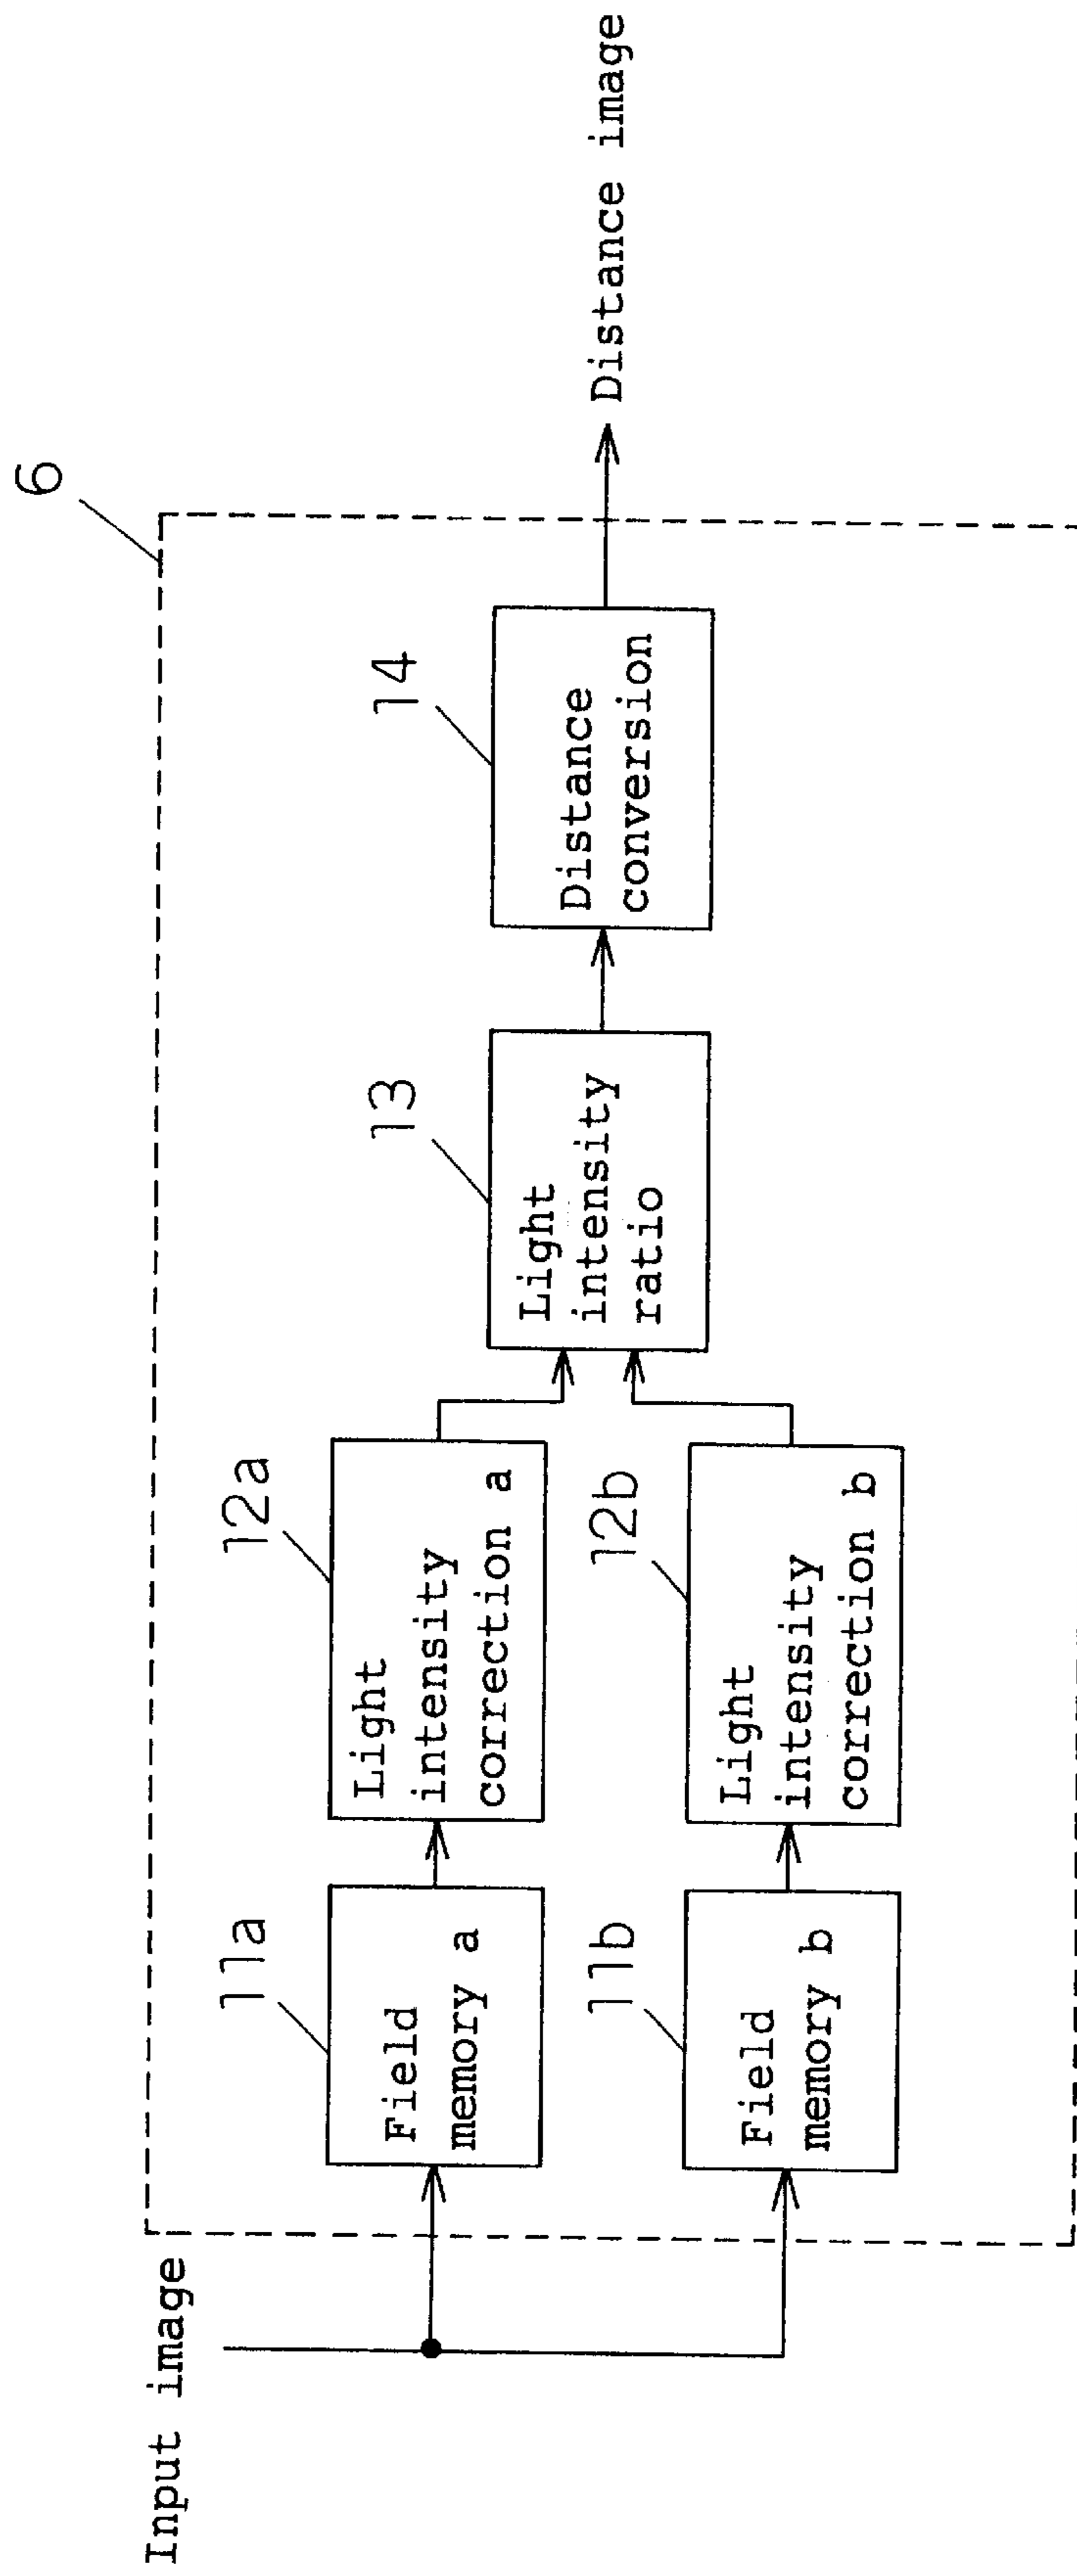 Input image
6
11a
Field
memory a
12a
Light
intensity
correction a
11b
Field
memory b
12b
Light
intensity
correction b
13
Light
intensity
ratio
14
Distance
conversion
Distance image